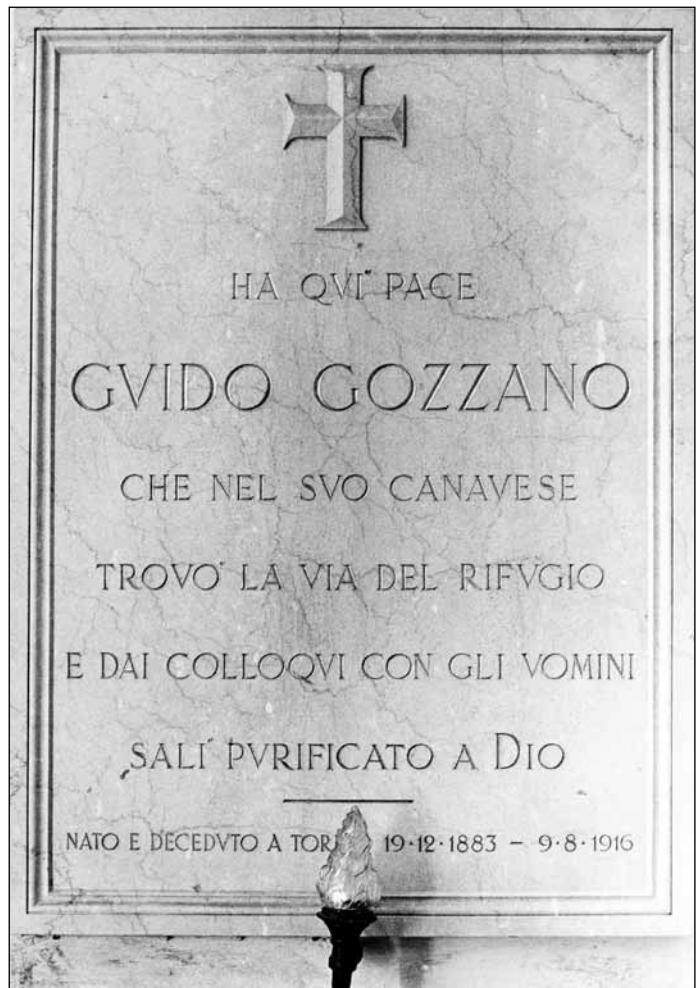 HA QVI' PACE
GVIDO GOZZANO
CHE NEL SVO CANAVESE
TROVO' LA VIA DEL RIFVGIO
E DAI COLLOQVI CON GLI VOMINI
SALI' PVRIFICATO A DIO
NATO E DECEDVTO A 19·12·1883 – 9·8·1916